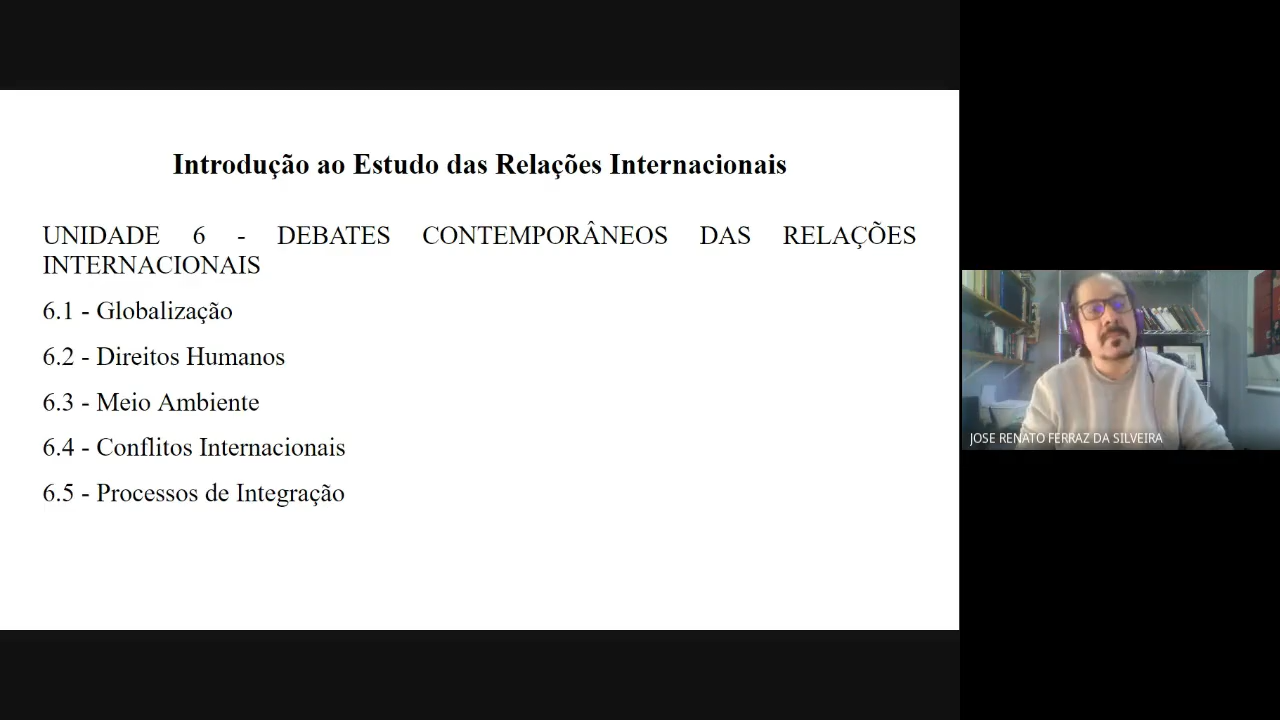 Introdução ao Estudo das Relações Internacionais
UNIDADE 6 - DEBATES CONTEMPORÂNEOS DAS RELAÇÕES
INTERNACIONAIS
6.1 - Globalização
6.2 - Direitos Humanos
6.3 - Meio Ambiente
6.4 - Conflitos Internacionais
6.5 - Processos de Integração
JOSE RENATO FERRAZ DA SILVEIRA